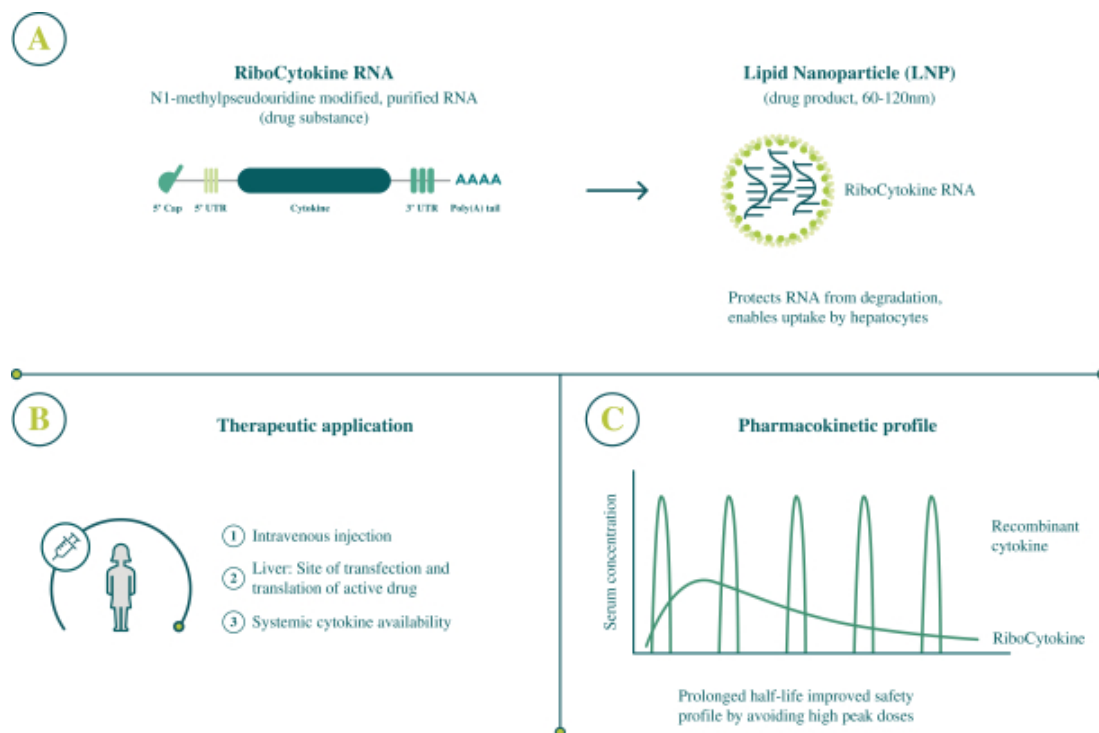 A
RiboCytokine RNA
N1-methylpseudouridine modified, purified RNA
(drug substance)
5' Cap
5' UTR
Cytokine
3' UTR
AAAA
Poly(A) tail
Lipid Nanoparticle (LNP)
(drug product, 60-120nm)
RiboCytokine RNA
Protects RNA from degradation,
enables uptake by hepatocytes
B
Therapeutic application
1 Intravenous injection
2 Liver: Site of transfection and
translation of active drug
3 Systemic cytokine availability
C
Pharmacokinetic profile
Serum concentration
Recombinant
cytokine
RiboCytokine
Prolonged half-life improved safety
profile by avoiding high peak doses